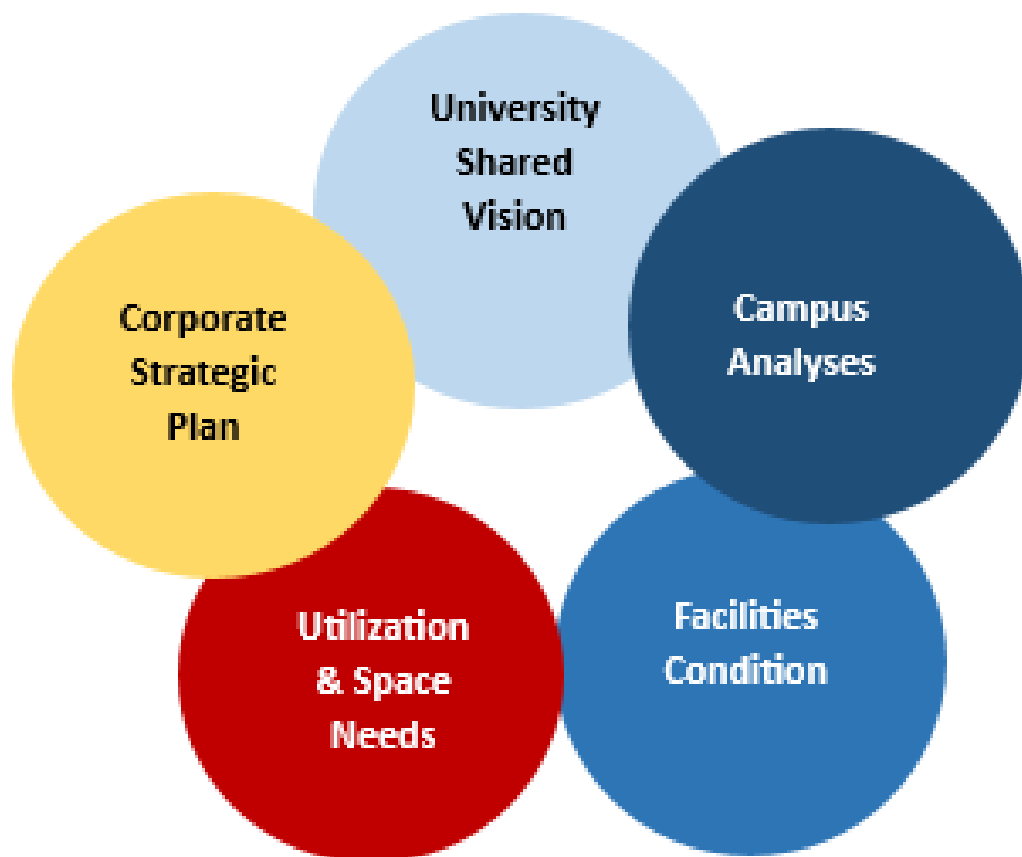 University
Shared
Vision
Campus
Analyses
Corporate
Strategic
Plan
Facilities
Condition
Utilization
& Space
Needs